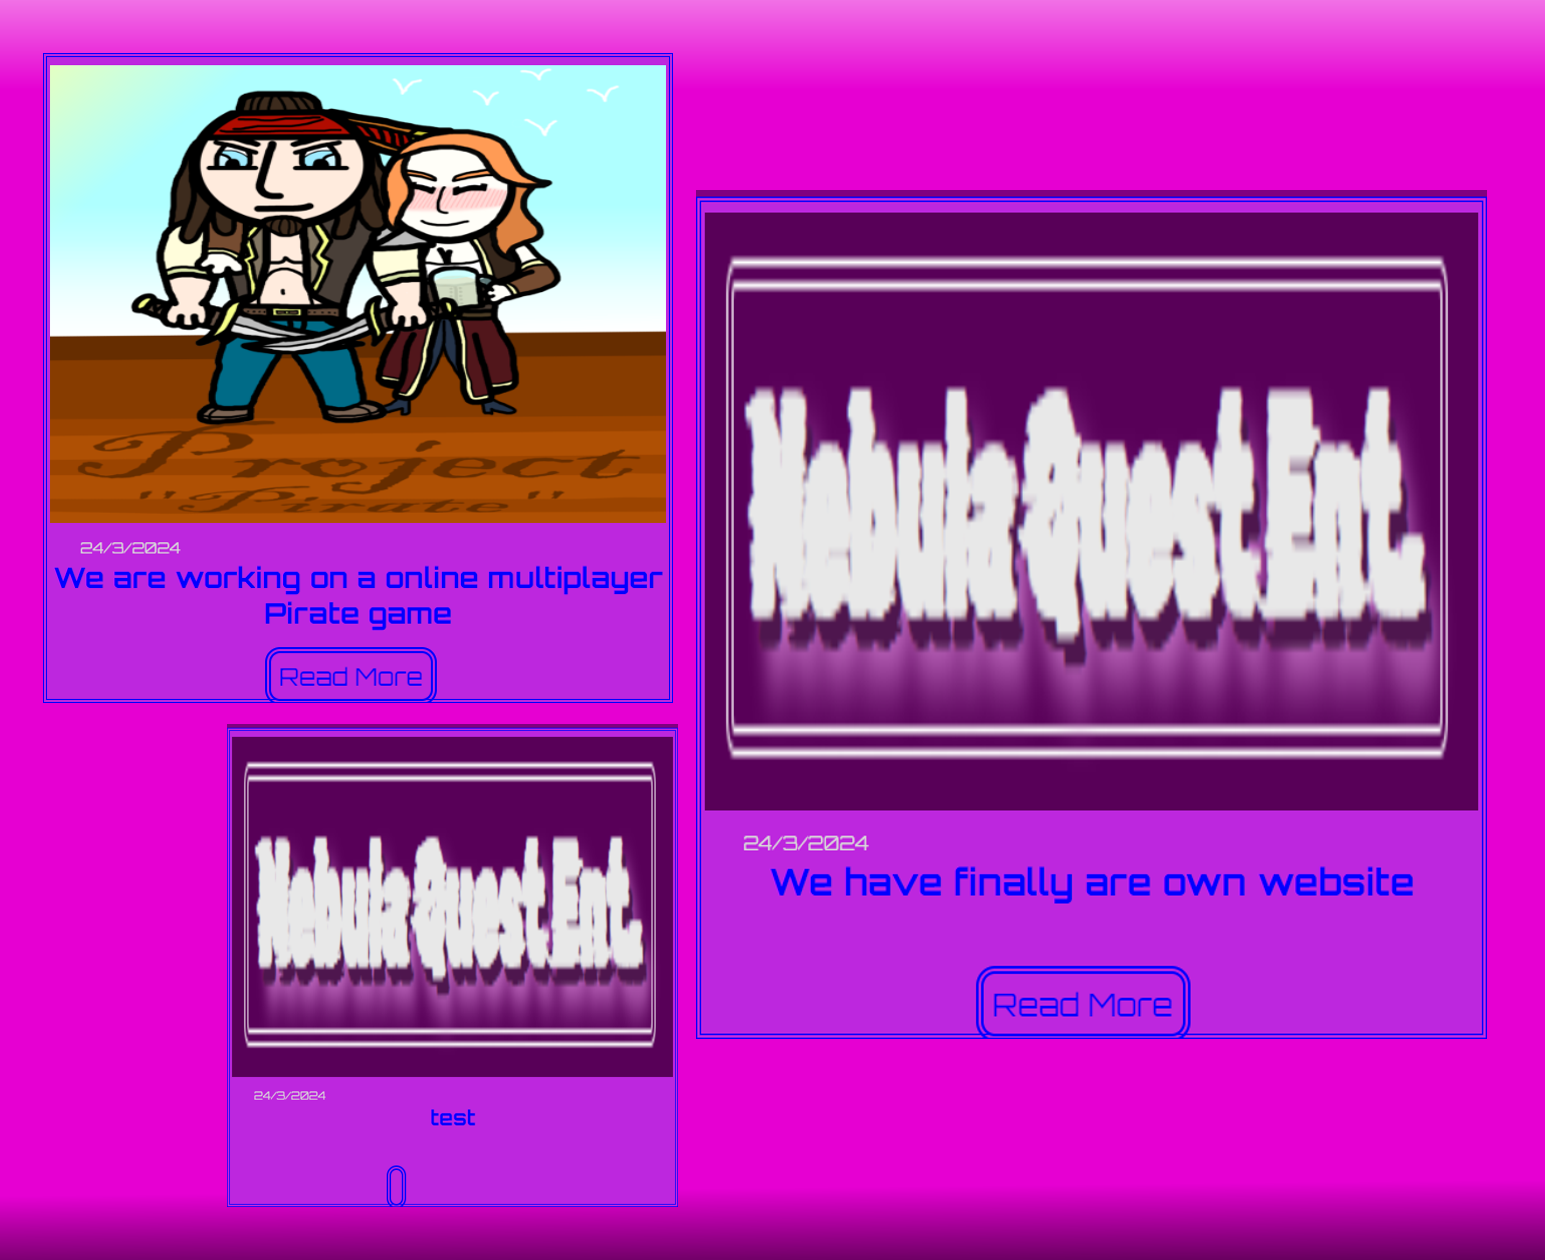 Project
"Pirate"
24/3/2024
We are working on a online multiplayer
Pirate game
Read More
Nebula Quest Ent.
24/3/2024
We have finally are own website
Read More
Nebula Quest Ent.
24/3/2024
test